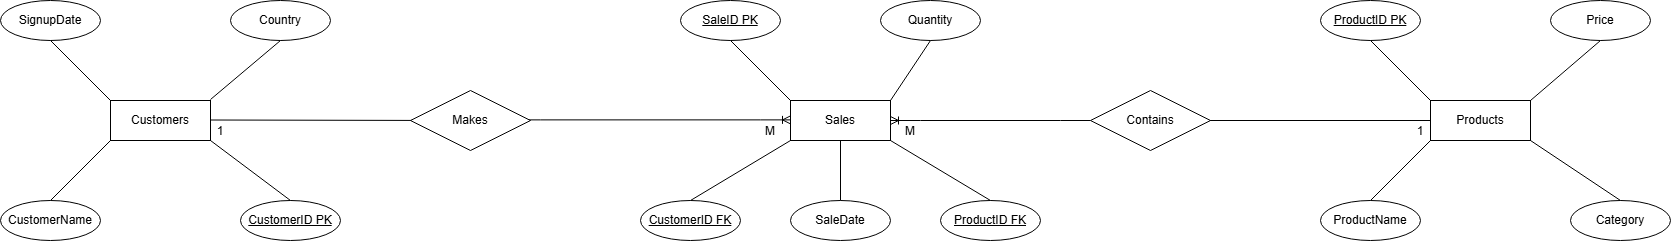 SignupDate
Country
SaleID PK
Quantity
ProductID PK
Price
Customers
Makes
Sales
Contains
Products
1
M
M
1
CustomerName
CustomerID PK
CustomerID FK
SaleDate
ProductID FK
ProductName
Category